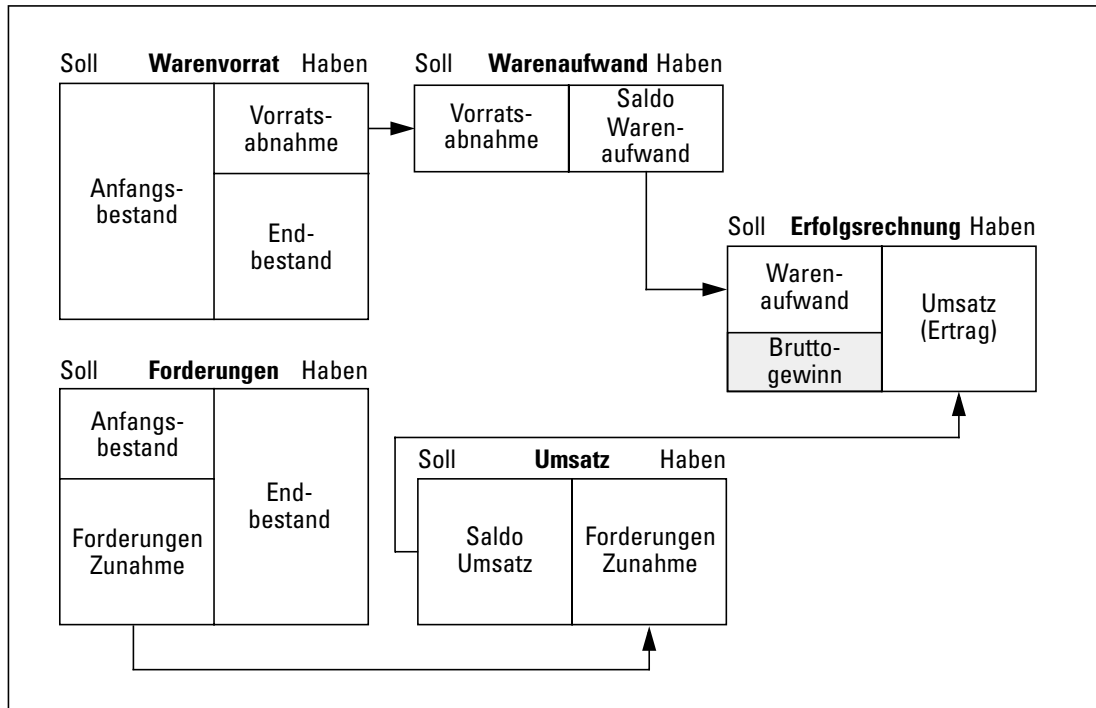 Soll Warenvorrat Haben
Anfangs-
bestand
Vorrats-
abnahme
End-
bestand
Soll Warenaufwand Haben
Vorrats-
abnahme
Saldo
Waren-
aufwand
Soll Erfolgsrechnung Haben
Waren-
aufwand
Brutto-
gewinn
Umsatz
(Ertrag)
Soll Forderungen Haben
Anfangs-
bestand
Forderungen
Zunahme
End-
bestand
Soll Umsatz Haben
Saldo
Umsatz
Forderungen
Zunahme